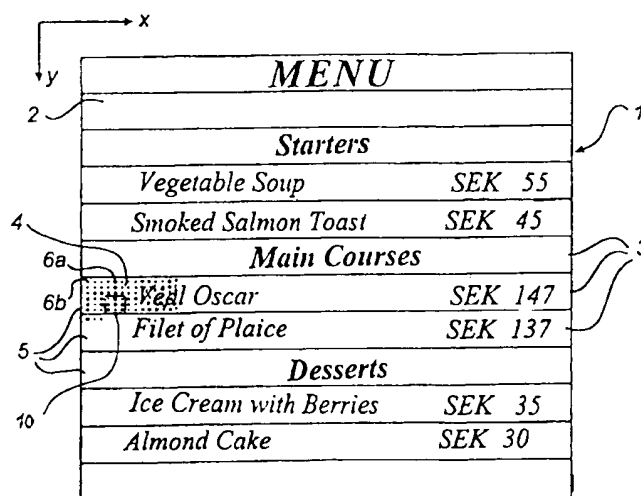 x
y
MENU
2
1
Starters
Vegetable Soup SEK 55
Smoked Salmon Toast SEK 45
4
6a
Main Courses
3
6b
Veal Oscar SEK 147
5
Filet of Plaice SEK 137
Desserts
10
Ice Cream with Berries SEK 35
Almond Cake SEK 30